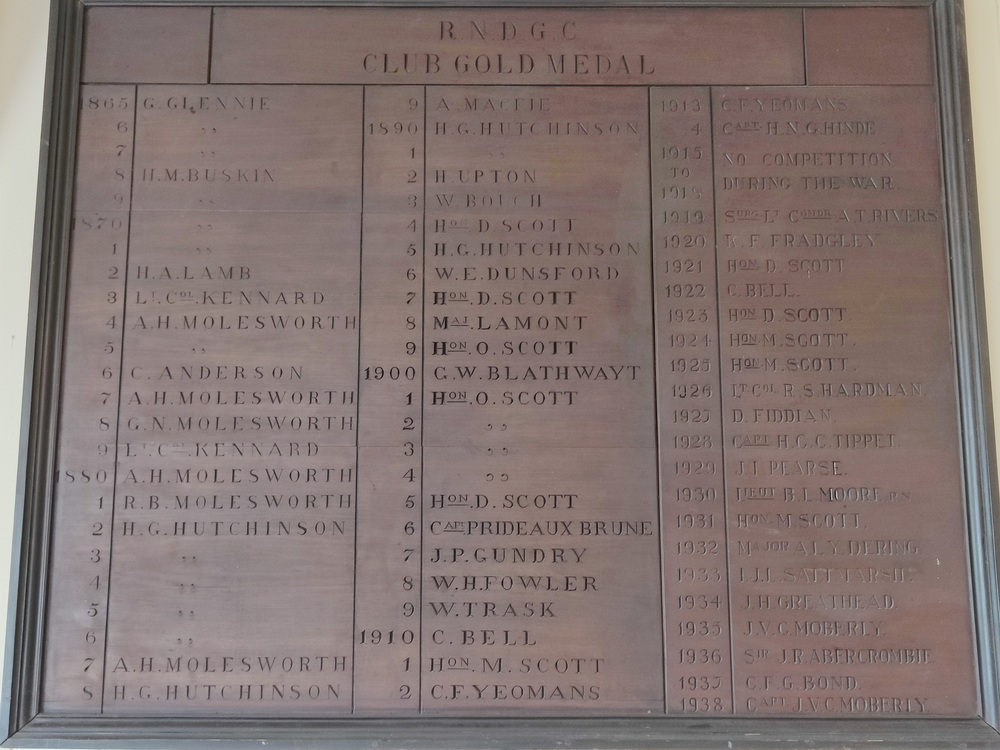 R.N.D.G.C
CLUB GOLD MEDAL
1865 G. GLENNIE
6 ,,
7 ,,
8 H.M.BUSKIN
9 ,,
1870 ,,
1 ,,
2 H.A.LAMB
3 LT. COL. KENNARD
4 A.H.MOLESWORTH
5 ,,
6 C. ANDERSON
7 A.H.MOLESWORTH
8 G.N.MOLESWORTH
9 LT. COL. KENNARD
1880 A.H.MOLESWORTH
1 R.B.MOLESWORTH
2 H.G.HUTCHINSON
3 ,,
4 ,,
5 ,,
6 ,,
7 A.H.MOLESWORTH
8 H.G.HUTCHINSON
9 A. MACFIE
1890 H.G.HUTCHINSON
1 ,,
2 H UPTON
3 W. ROUCH
4 HON. D. SCOTT
5 H.G.HUTCHINSON
6 W.E.DUNSFORD
7 HON. D. SCOTT
8 MAJ. LAMONT
9 HON. O. SCOTT
1900 G.W.BLATHWAYT
1 HON. O. SCOTT
2 ,,
3 ,,
4 ,,
5 HON. D. SCOTT
6 CAPT. PRIDEAUX BRUNE
7 J.P.GUNDRY
8 W.H.FOWLER
9 W.TRASK
1910 C. BELL
1 HON. M. SCOTT
2 C.F.YEOMANS
1913 C.F.YEOMANS
4 CAPT. H.N.G.HINDE
1915 TO 1918 NO COMPETITION
DURING THE WAR.
1919 SURG LT COMDR A.T.RIVERS
1920 F. FRADGLEY
1921 HON D. SCOTT
1922 C. BELL.
1923 HON D. SCOTT
1924 HON M. SCOTT.
1925 HON M. SCOTT.
1926 LT COL R.S. HARDMAN.
1927 D. FIDDIAN.
1928 CAPT H.C.C. TIPPET.
1929 PEARSE.
1930 LIEUT B.L MOORE. R.N.
1931 HON M. SCOTT.
1932 MAJOR A.L.Y. DERING
1933
1934 J.H GREATHEAD.
1935 J.V.C.MOBERLY.
1936 SIR J.R.ABERCROMBIE
1937 C.F.G.BOND.
1938 CAPT J.V.C MOBERLY.